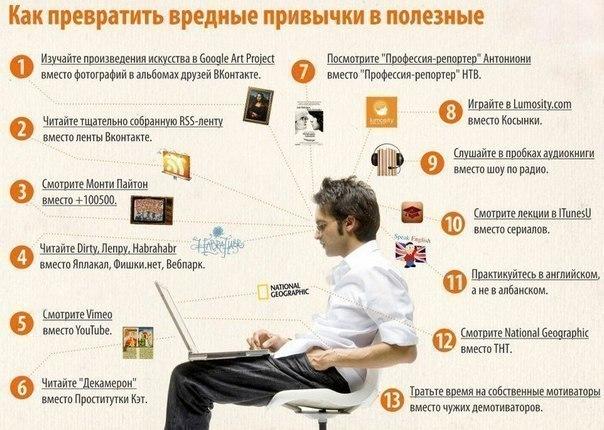 Как превратить вредные привычки в полезные
1
Изучайте произведения искусства в Google Art Project
вместо фотографий в альбомах друзей ВКонтакте.
2
Читайте тщательно собранную RSS-ленту
вместо ленты Вконтакте.
3
Смотрите Монти Пайтон
вместо +100500.
4
Читайте Dirty, Лепру, Habrahabr
вместо Яплакал, Фишки.нет, Вебпарк.
HABRAHABR
5
Смотрите Vimeo
вместо YouTube.
6
Читайте "Декамерон"
вместо Проститутки Кэт.
7
Посмотрите "Профессия-репортер" Антониони
вместо "Профессия-репортер" НТВ.
8
Играйте в Lumosity.com
вместо Косынки.
lumosity
9
Слушайте в пробках аудиокниги
вместо шоу по радио.
10
Смотрите лекции в ITunesU
вместо сериалов.
Speak English
11
Практикуйтесь в английском,
а не в албанском.
NATIONAL
GEOGRAPHIC
12
Смотрите National Geographic
вместо ТНТ.
13
Тратьте время на собственные мотиваторы
вместо чужих демотиваторов.